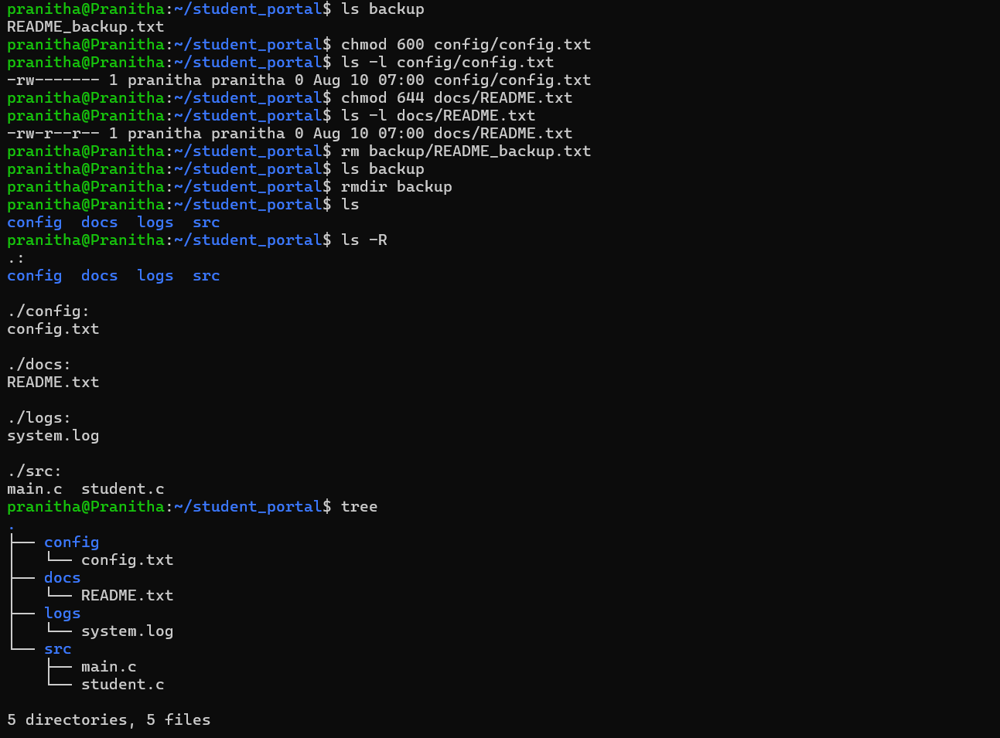 pranitha@Pranitha:~/student_portal$ ls backup
README_backup.txt
pranitha@Pranitha:~/student_portal$ chmod 600 config/config.txt
pranitha@Pranitha:~/student_portal$ ls -l config/config.txt
-rw------- 1 pranitha pranitha 0 Aug 10 07:00 config/config.txt
pranitha@Pranitha:~/student_portal$ chmod 644 docs/README.txt
pranitha@Pranitha:~/student_portal$ ls -l docs/README.txt
-rw-r--r-- 1 pranitha pranitha 0 Aug 10 07:00 docs/README.txt
pranitha@Pranitha:~/student_portal$ rm backup/README_backup.txt
pranitha@Pranitha:~/student_portal$ ls backup
pranitha@Pranitha:~/student_portal$ rmdir backup
pranitha@Pranitha:~/student_portal$ ls
config  docs  logs  src
pranitha@Pranitha:~/student_portal$ ls -R
.:
config  docs  logs  src

./config:
config.txt

./docs:
README.txt

./logs:
system.log

./src:
main.c  student.c
pranitha@Pranitha:~/student_portal$ tree
.
├── config
│   └── config.txt
├── docs
│   └── README.txt
├── logs
│   └── system.log
└── src
    ├── main.c
    └── student.c

5 directories, 5 files